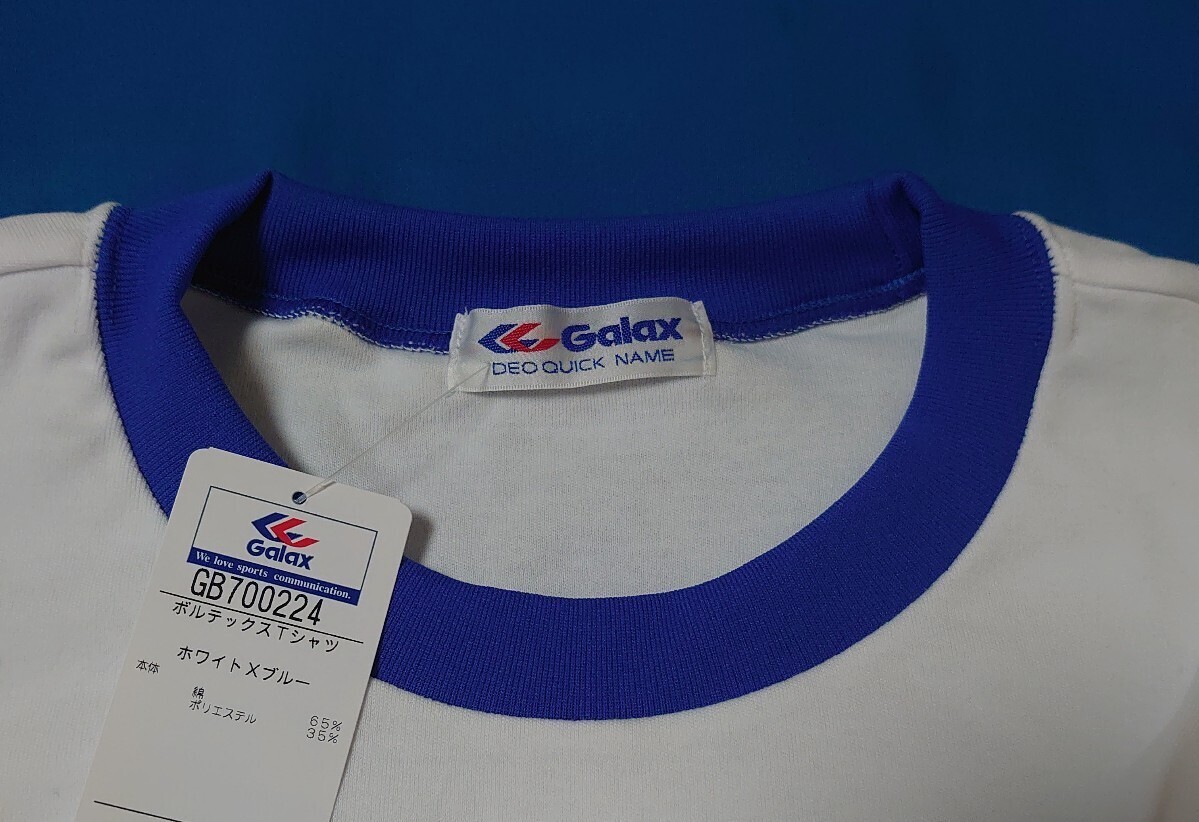 Galax
DEO QUICK NAME
Galax
We love sports communication.
GB700224
ボルテックスTシャツ
ホワイトXブルー
本体
綿 65%
ポリエステル 35%